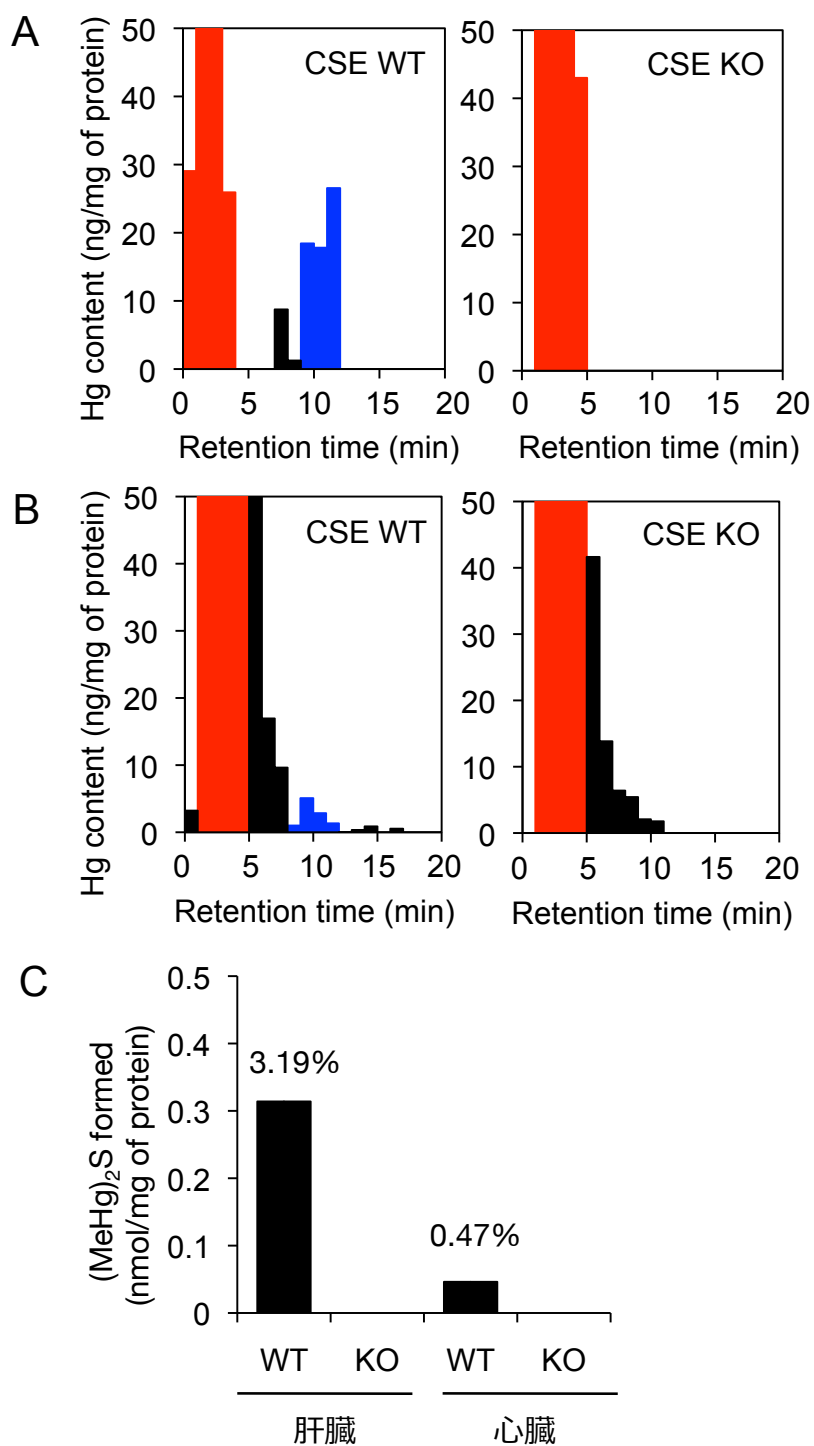 A
Hg content (ng/mg of protein)
50
40
30
20
10
0
CSE WT
0 5 10 15 20
Retention time (min)
50
40
30
20
10
0
CSE KO
0 5 10 15 20
Retention time (min)
B
Hg content (ng/mg of protein)
50
40
30
20
10
0
CSE WT
0 5 10 15 20
Retention time (min)
50
40
30
20
10
0
CSE KO
0 5 10 15 20
Retention time (min)
C
(MeHg)₂S formed
(nmol/mg of protein)
0.5
0.4
0.3
0.2
0.1
0
3.19%
0.47%
WT KO WT KO
肝臓 心臓